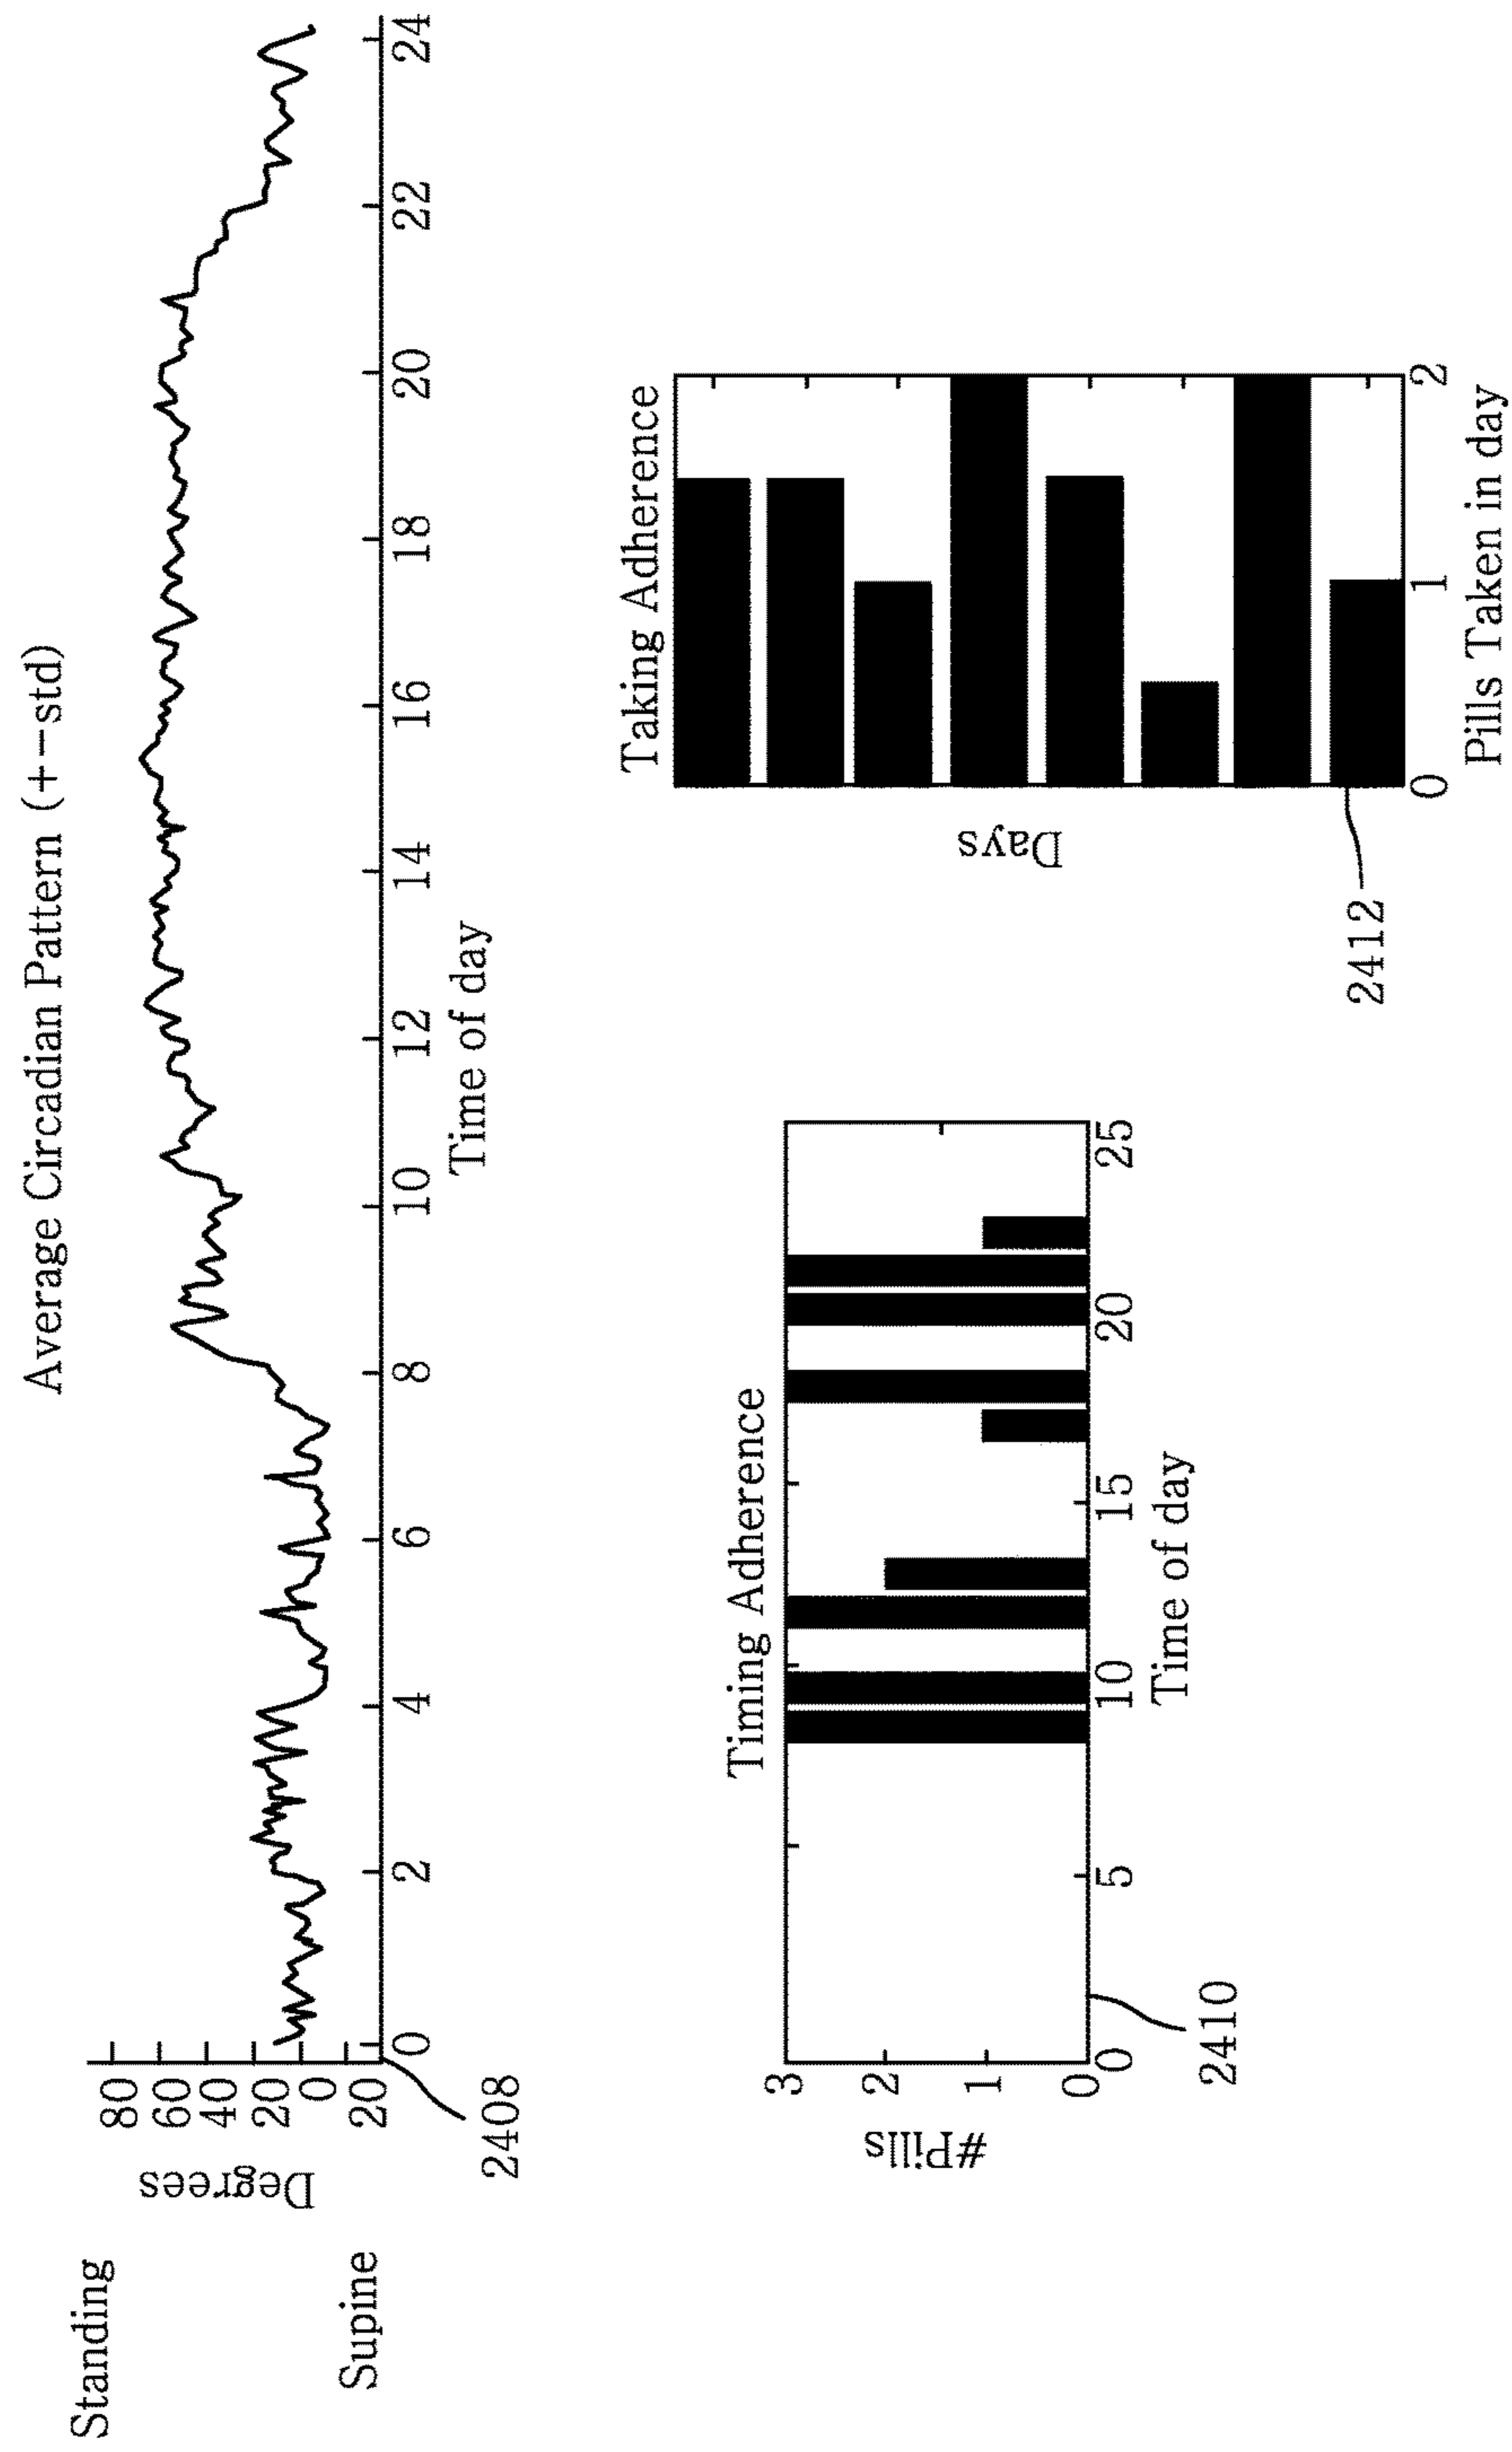 Average Circadian Pattern (+-std)
Standing
Supine
Degrees
80
60
40
20
0
20
0 2 4 6 8 10 12 14 16 18 20 22 24
Time of day
2408
Timing Adherence
#Pills
3
2
1
0
0 5 10 15 20 25
Time of day
2410
Taking Adherence
Days
0 1 2
Pills Taken in day
2412